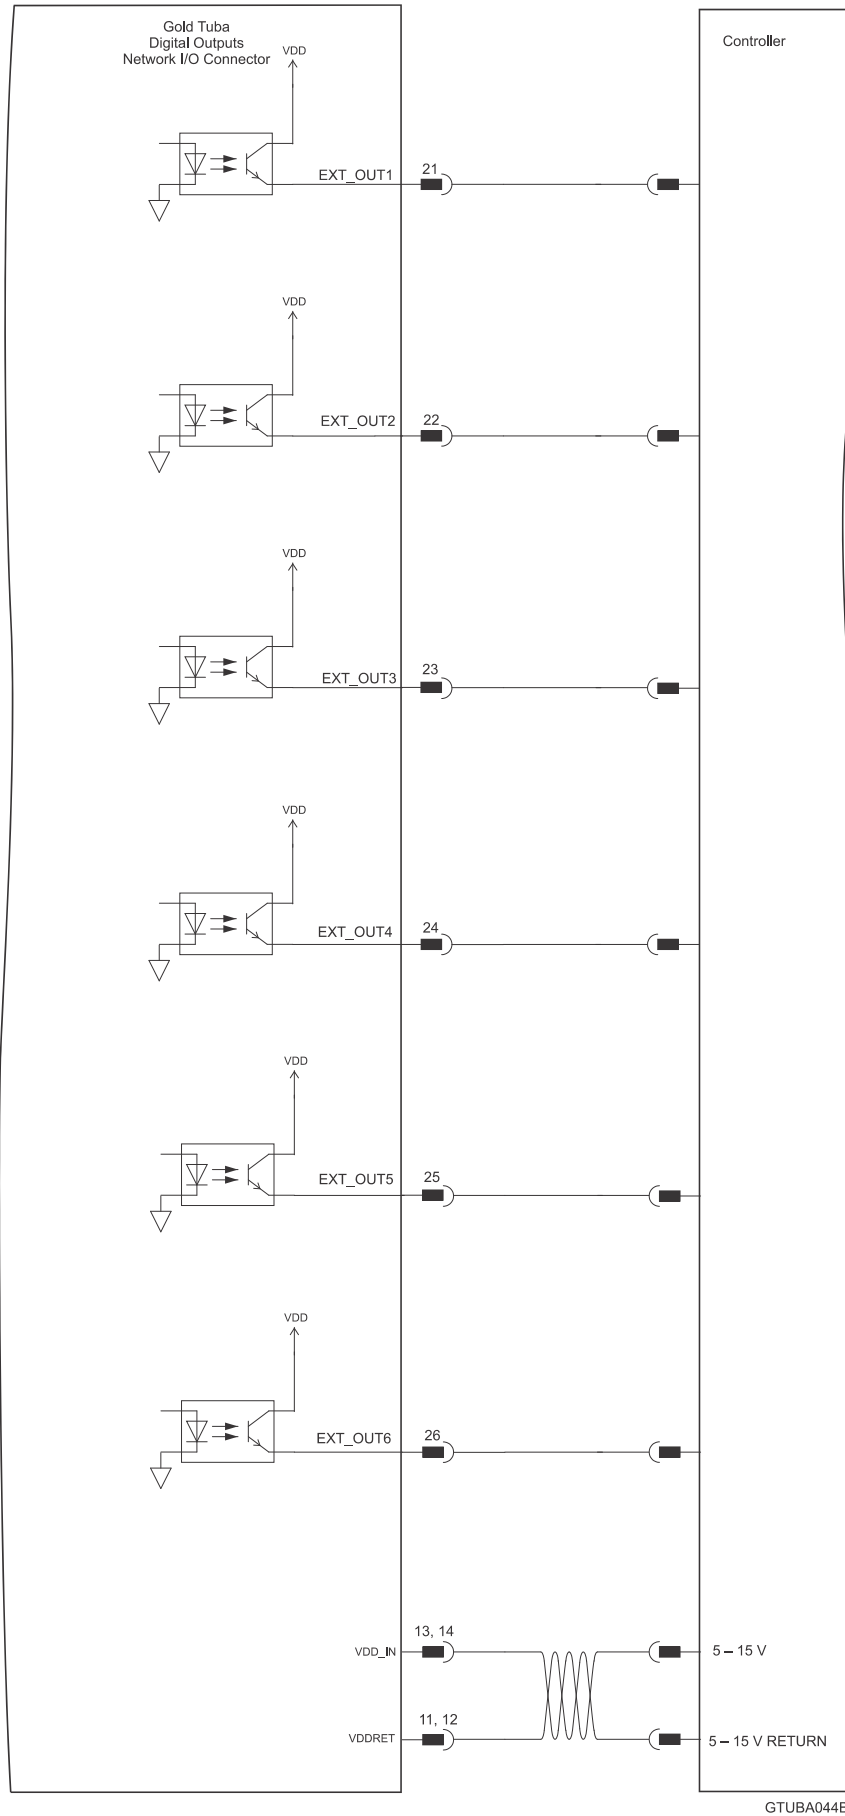 Gold Tuba
Digital Outputs
Network I/O Connector
Controller
VDD
EXT_OUT1
21
VDD
EXT_OUT2
22
VDD
EXT_OUT3
23
VDD
EXT_OUT4
24
VDD
EXT_OUT5
25
VDD
EXT_OUT6
26
VDD_IN
13, 14
5 – 15 V
VDDRET
11, 12
5 – 15 V RETURN